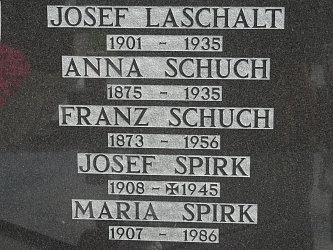 JOSEF LASCHALT
1901 - 1935
ANNA SCHUCH
1875 - 1935
FRANZ SCHUCH
1873 - 1956
JOSEF SPIRK
1908 - ✠1945
MARIA SPIRK
1907 - 1986